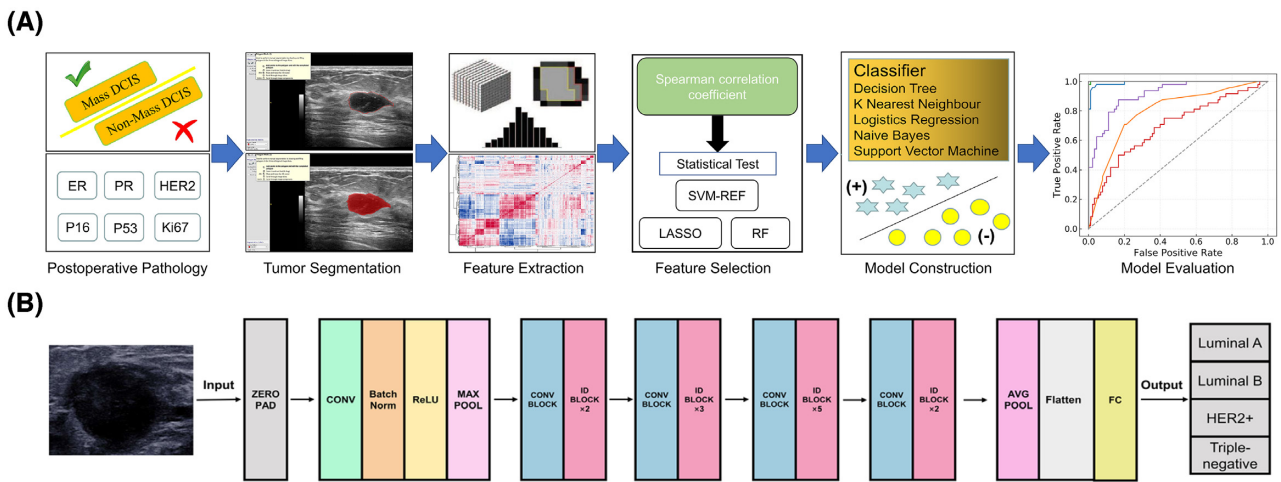 (A)
Mass DCIS
Non-Mass DCIS
ER
PR
HER2
P16
P53
Ki67
Postoperative Pathology
Tumor Segmentation
Feature Extraction
Spearman correlation
coefficient
Statistical Test
SVM-REF
LASSO
RF
Feature Selection
Classifier
Decision Tree
K Nearest Neighbour
Logistics Regression
Naive Bayes
Support Vector Machine
(+)
(-)
Model Construction
True Positive Rate
1.0
0.8
0.6
0.4
0.2
0.0
0.0
0.2
0.4
0.6
0.8
1.0
False Positive Rate
Model Evaluation
(B)
Input
ZERO
PAD
CONV
Batch
Norm
ReLU
MAX
POOL
CONV
BLOCK
ID
BLOCK
×2
CONV
BLOCK
ID
BLOCK
×3
CONV
BLOCK
ID
BLOCK
×5
CONV
BLOCK
ID
BLOCK
×2
AVG
POOL
Flatten
FC
Output
Luminal A
Luminal B
HER2+
Triple-
negative